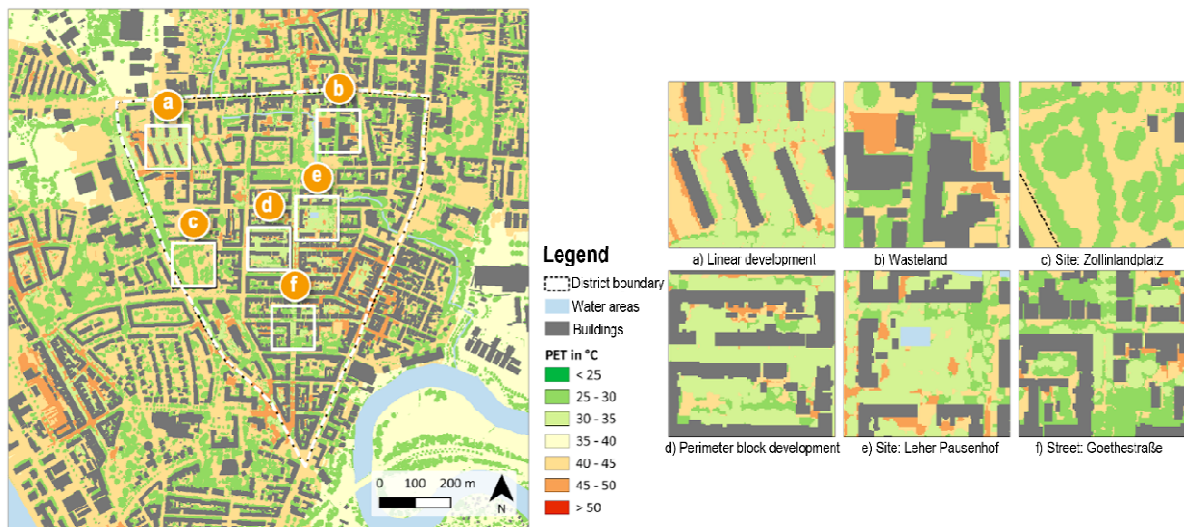 a
b
c
d
e
f
0 100 200 m
N
Legend
District boundary
Water areas
Buildings
PET in °C
< 25
25 - 30
30 - 35
35 - 40
40 - 45
45 - 50
> 50
a) Linear development
b) Wasteland
c) Site: Zollinlandplatz
d) Perimeter block development
e) Site: Leher Pausenhof
f) Street: Goethestraße